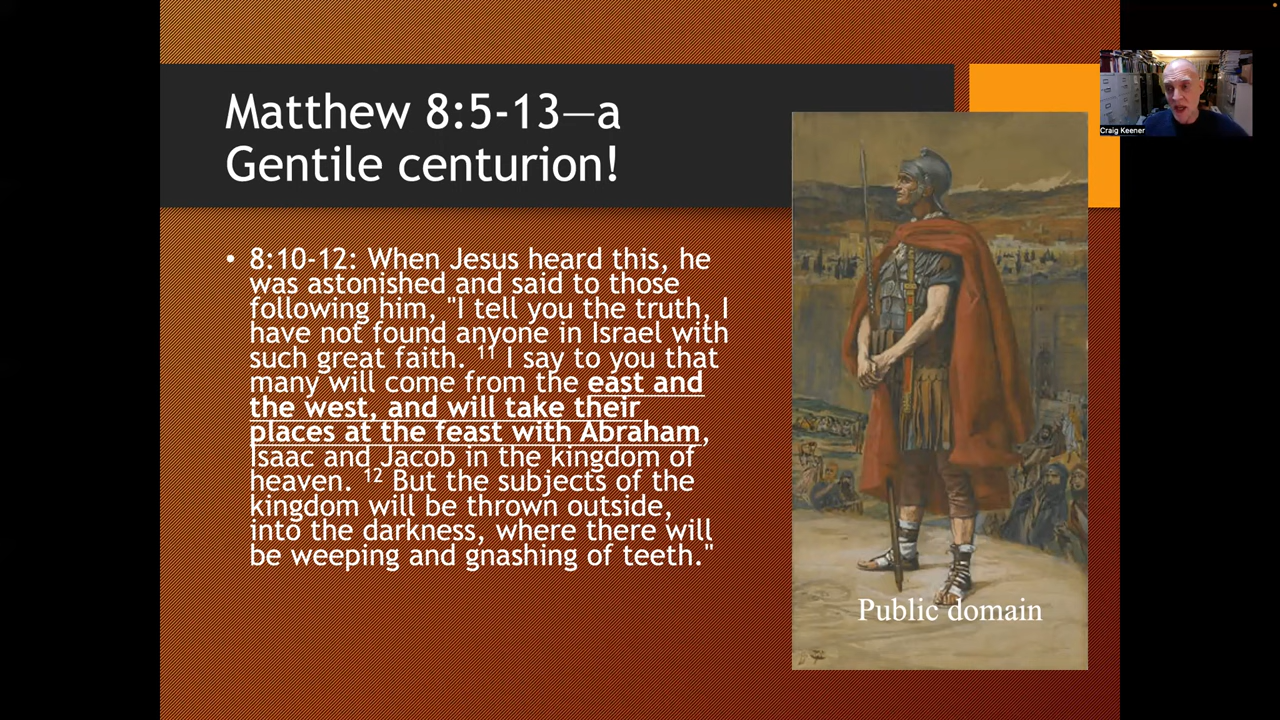 Matthew 8:5-13—a
Gentile centurion!
• 8:10-12: When Jesus heard this, he
was astonished and said to those
following him, "I tell you the truth, I
have not found anyone in Israel with
such great faith. ¹¹ I say to you that
many will come from the east and
the west, and will take their
places at the feast with Abraham,
Isaac and Jacob in the kingdom of
heaven. ¹² But the subjects of the
kingdom will be thrown outside,
into the darkness, where there will
be weeping and gnashing of teeth."
Public domain
Craig Keener